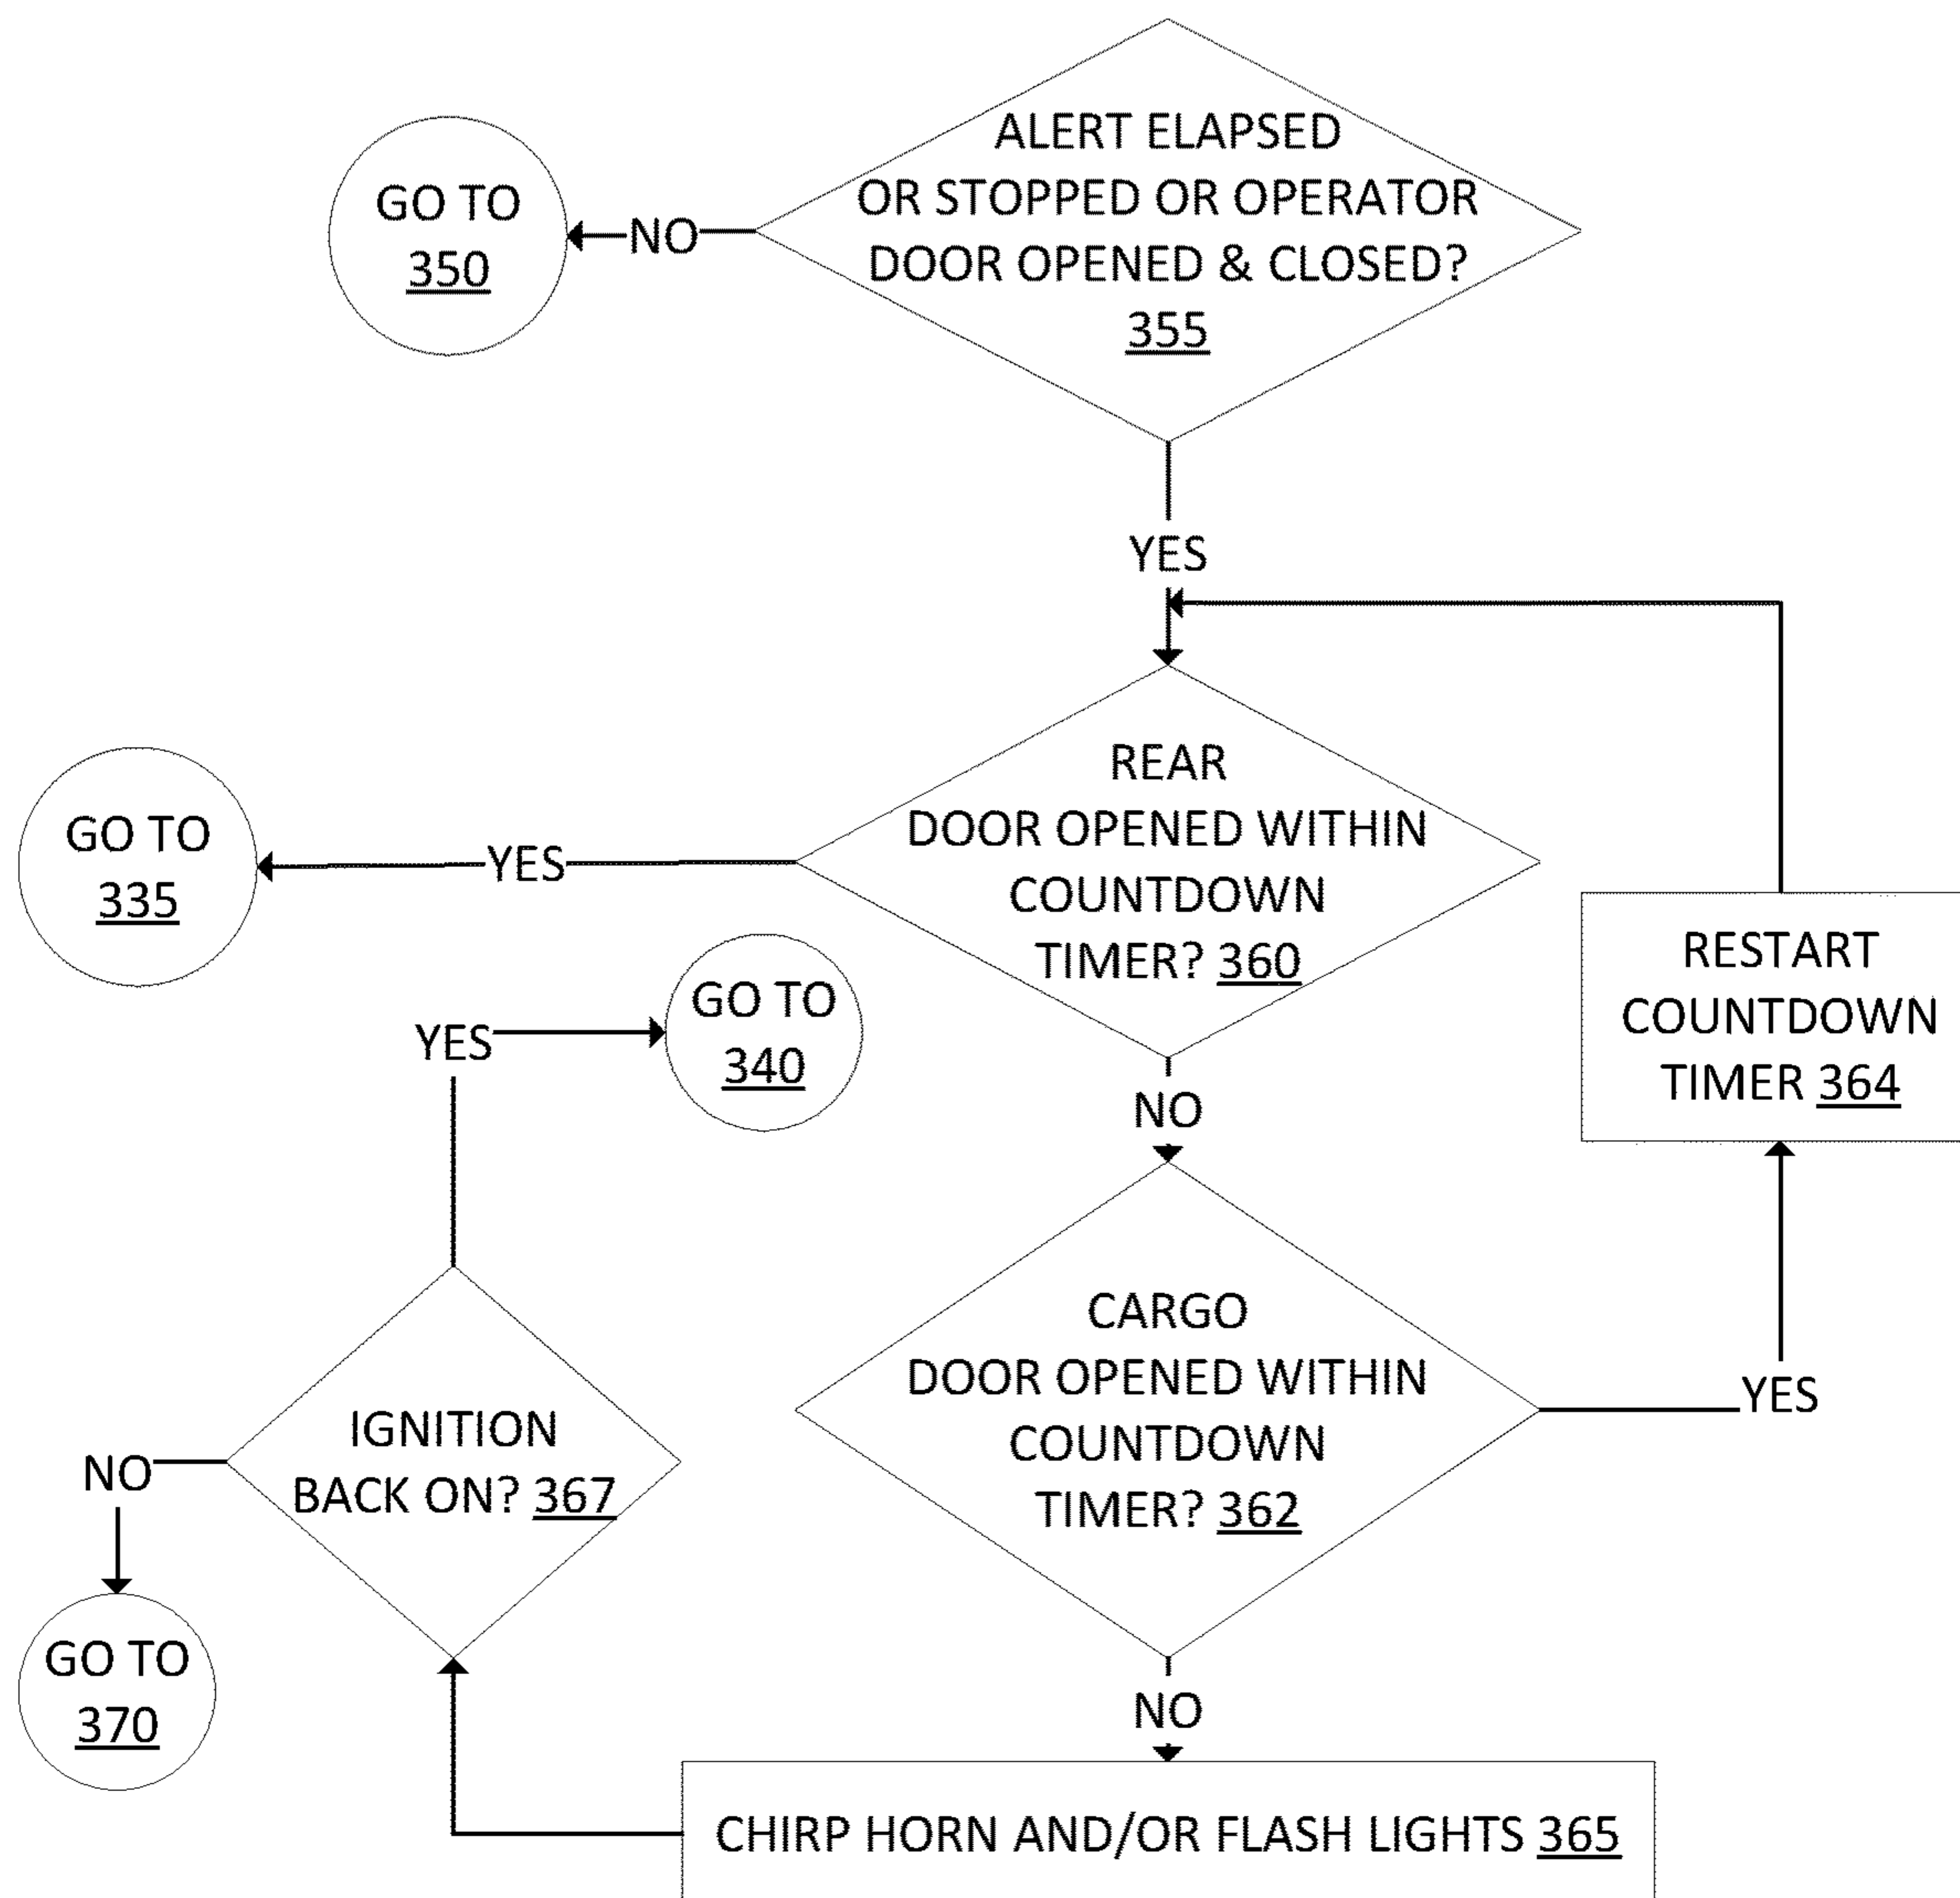 ALERT ELAPSED
OR STOPPED OR OPERATOR
DOOR OPENED & CLOSED?
355
NO
GO TO
350
YES
REAR
DOOR OPENED WITHIN
COUNTDOWN
TIMER? 360
YES
GO TO
335
NO
RESTART
COUNTDOWN
TIMER 364
YES
GO TO
340
CARGO
DOOR OPENED WITHIN
COUNTDOWN
TIMER? 362
YES
IGNITION
BACK ON? 367
NO
GO TO
370
NO
CHIRP HORN AND/OR FLASH LIGHTS 365